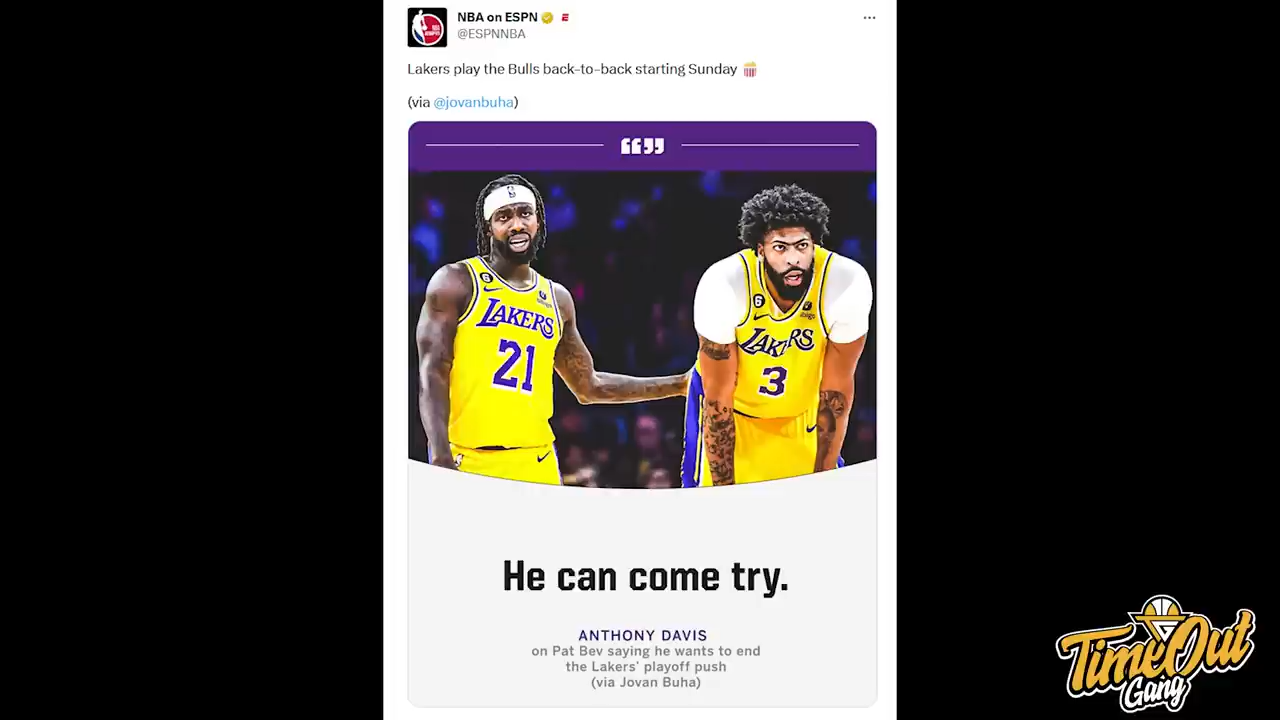 NBA on ESPN
@ESPNNBA
Lakers play the Bulls back-to-back starting Sunday 🍿
(via @jovanbuha)
LAKERS
21
LAKERS
3
6
6
He can come try.
ANTHONY DAVIS
on Pat Bev saying he wants to end
the Lakers' playoff push
(via Jovan Buha)
TimeOut
Gang